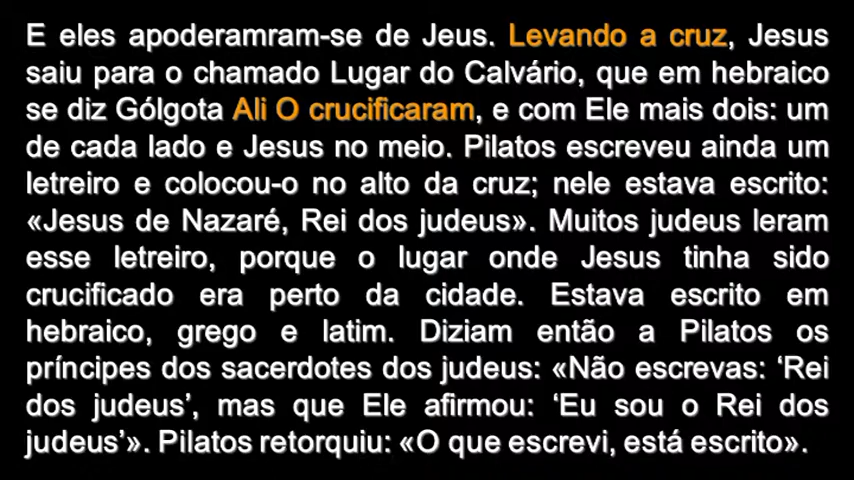 E eles apoderamram-se de Jeus. Levando a cruz, Jesus
saiu para o chamado Lugar do Calvário, que em hebraico
se diz Gólgota Ali O crucificaram, e com Ele mais dois: um
de cada lado e Jesus no meio. Pilatos escreveu ainda um
letreiro e colocou-o no alto da cruz; nele estava escrito:
«Jesus de Nazaré, Rei dos judeus». Muitos judeus leram
esse letreiro, porque o lugar onde Jesus tinha sido
crucificado era perto da cidade. Estava escrito em
hebraico, grego e latim. Diziam então a Pilatos os
príncipes dos sacerdotes dos judeus: «Não escrevas: ‘Rei
dos judeus’, mas que Ele afirmou: ‘Eu sou o Rei dos
judeus’». Pilatos retorquiu: «O que escrevi, está escrito».